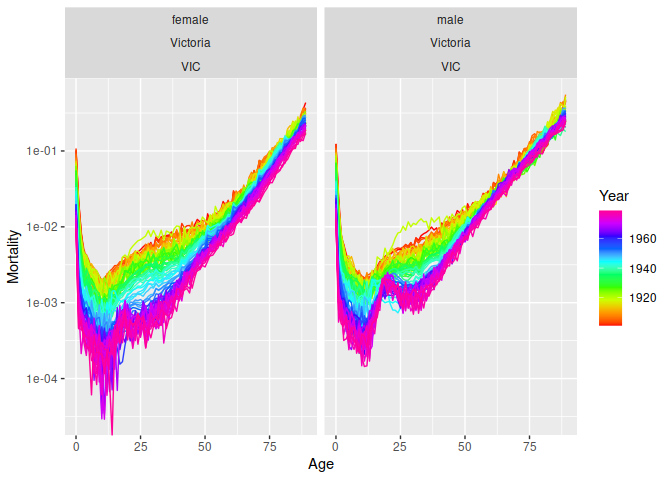 female
male
Victoria
Victoria
VIC
VIC
Mortality
1e-01
1e-02
1e-03
1e-04
0
25
50
75
0
25
50
75
Age
Year
1960
1940
1920